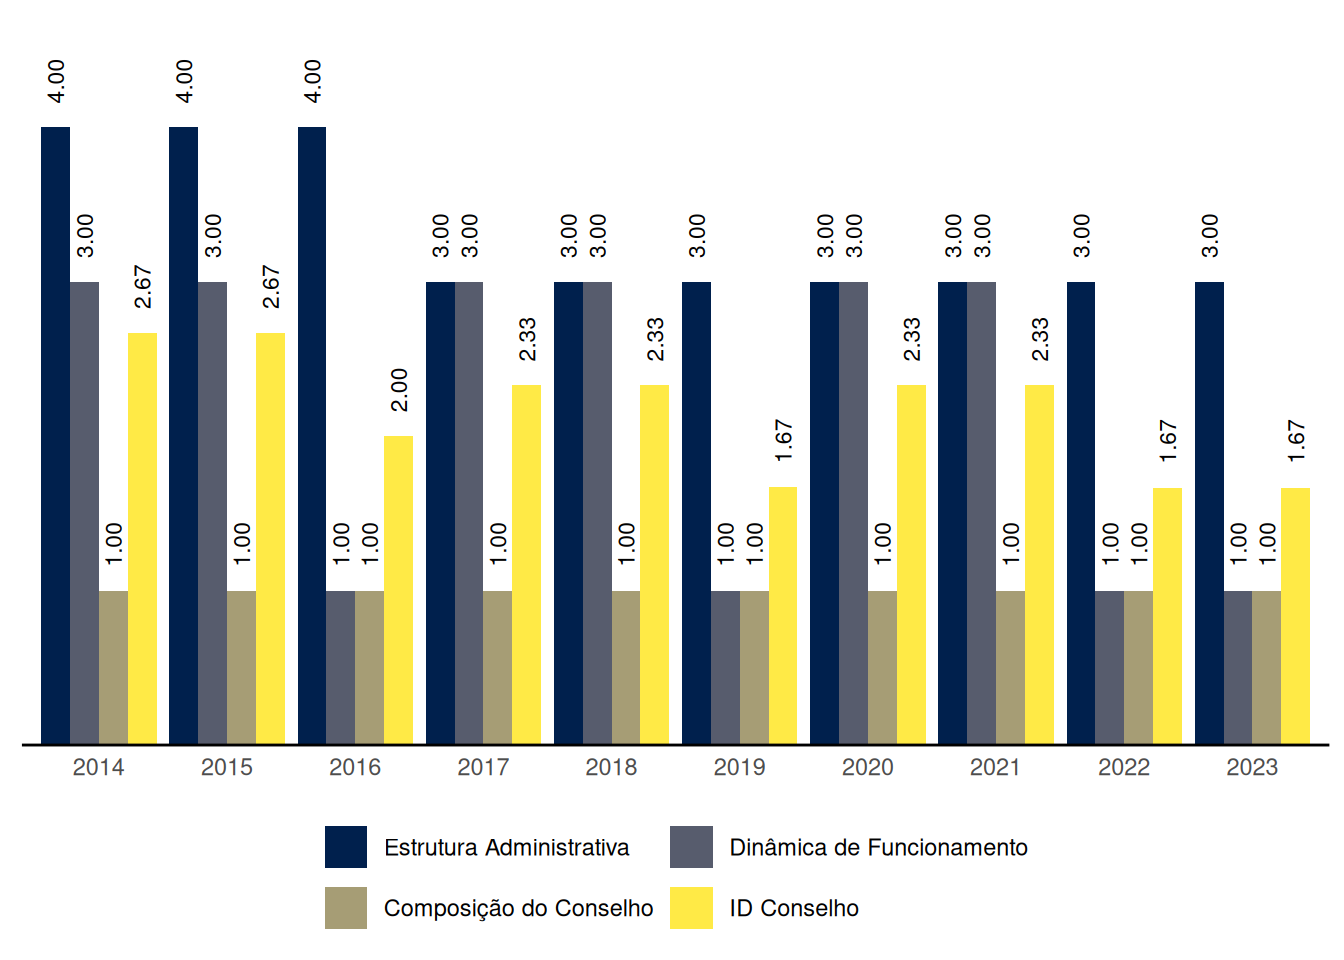 4.00 4.00 4.00
3.00 3.00 3.00 3.00 3.00 3.00 3.00 3.00 3.00 3.00 3.00 3.00 3.00
2.67 2.67
2.33 2.33 2.33 2.33
2.00
1.67 1.67 1.67
1.00 1.00 1.00 1.00 1.00 1.00 1.00 1.00 1.00 1.00 1.00 1.00 1.00 1.00
2014 2015 2016 2017 2018 2019 2020 2021 2022 2023
Estrutura Administrativa Dinâmica de Funcionamento
Composição do Conselho ID Conselho